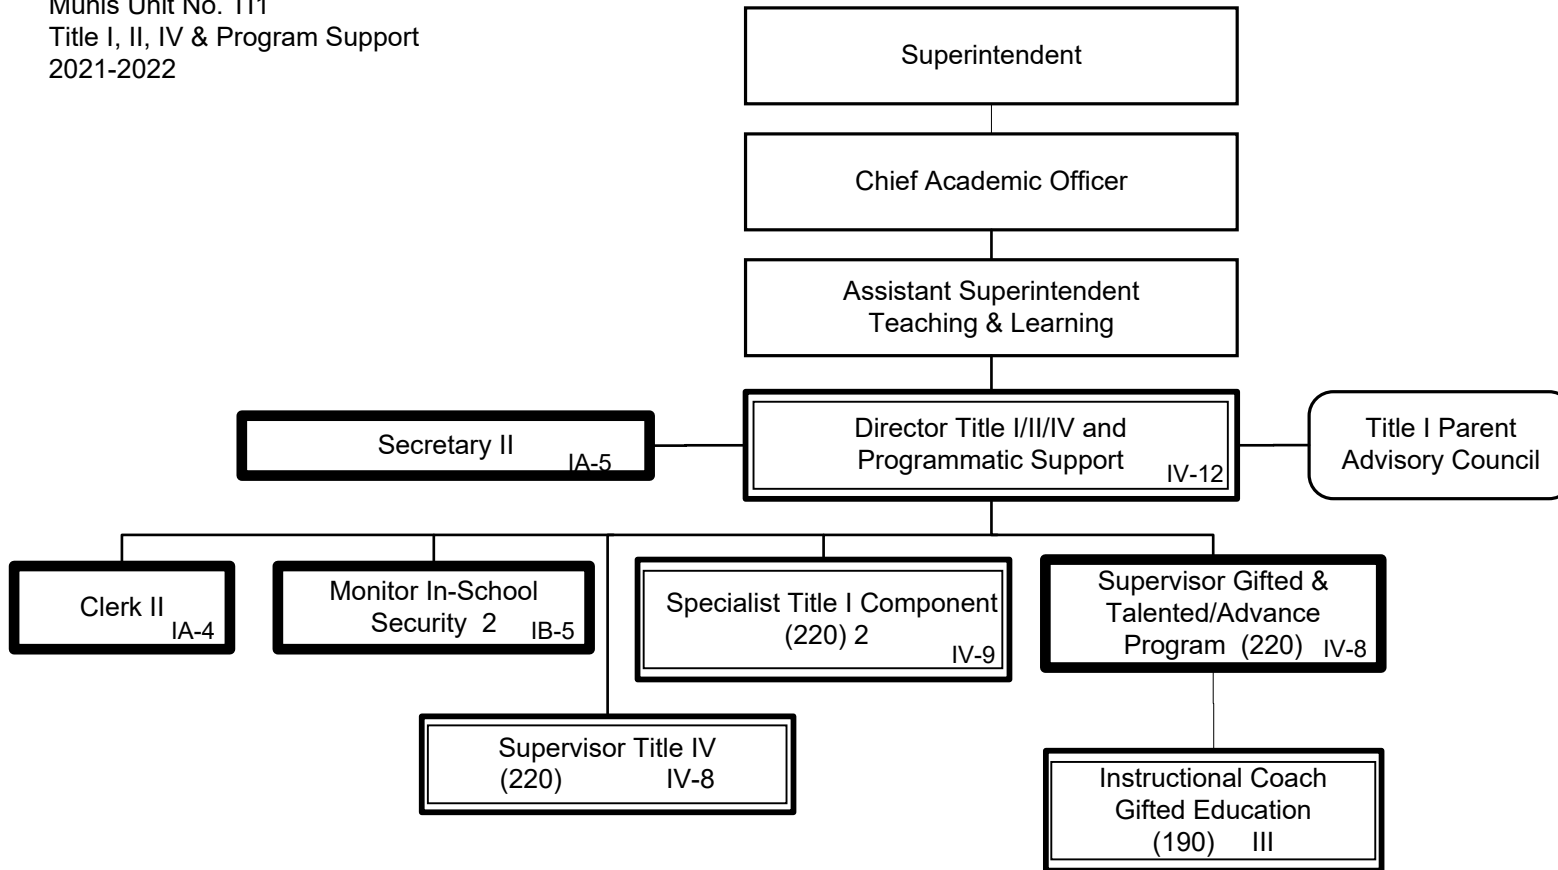 Munis Unit No.
Title I, II, IV & Program Support
2021-2022
Superintendent
Chief Academic Officer
Assistant Superintendent
Teaching & Learning
Secretary II
IA-5
Director Title I/II/IV and
Programmatic Support
IV-12
Title I Parent
Advisory Council
Clerk II
IA-4
Monitor In-School
Security 2 IB-5
Specialist Title I Component
(220) 2
IV-9
Supervisor Gifted &
Talented/Advance
Program (220) IV-8
Supervisor Title IV
(220) IV-8
Instructional Coach
Gifted Education
(190) III